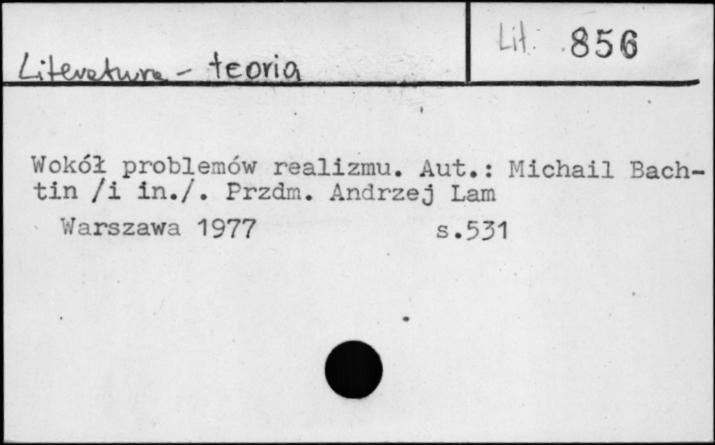 Lit. 856
Literatura - teoria
Wokół problemów realizmu. Aut.: Michail Bach-
tin /i in./. Przdm. Andrzej Lam
Warszawa 1977 s.531